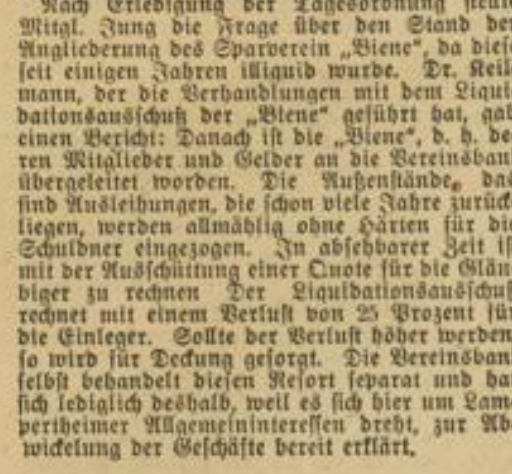 Nach Erledigung der Tagesordnung stellt
Mitgl. Jung die Frage über den Stand der
Angliederung des Sparverein „Biene“, da diese
seit einigen Jahren illiquid wurde. Dr. Keil-
mann, der die Verhandlungen mit dem Liqui-
dationsausschuß der „Biene“ geführt hat, gab
einen Bericht: Danach ist die „Biene“, d. h. de-
ren Mitglieder und Gelder an die Vereinsbank
übergeleitet worden. Die Außenstände, das
sind Ausleihungen, die schon viele Jahre zurück-
liegen, werden allmählig ohne Härten für die
Schuldner eingezogen. In absehbarer Zeit ist
mit der Ausschüttung einer Quote für die Gläu-
biger zu rechnen Der Liquidationsausschuß
rechnet mit einem Verlust von 25 Prozent für
die Einleger. Sollte der Verlust höher werden,
so wird für Deckung gesorgt. Die Vereinsbank
selbst behandelt diesen Resort separat und hat
sich lediglich deshalb, weil es sich hier um Lam-
pertheimer Allgemeininteressen dreht, zur Ab-
wickelung der Geschäfte bereit erklärt.